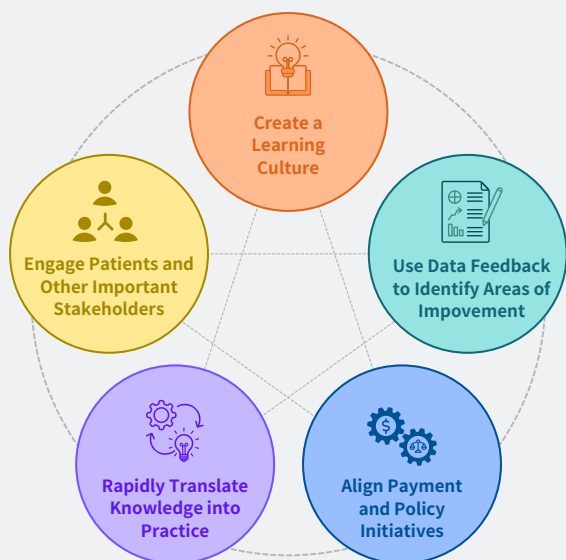 Create a
Learning
Culture
Engage Patients and
Other Important
Stakeholders
Use Data Feedback
to Identify Areas of
Impovement
Rapidly Translate
Knowledge into
Practice
$
Align Payment
and Policy
Initiatives